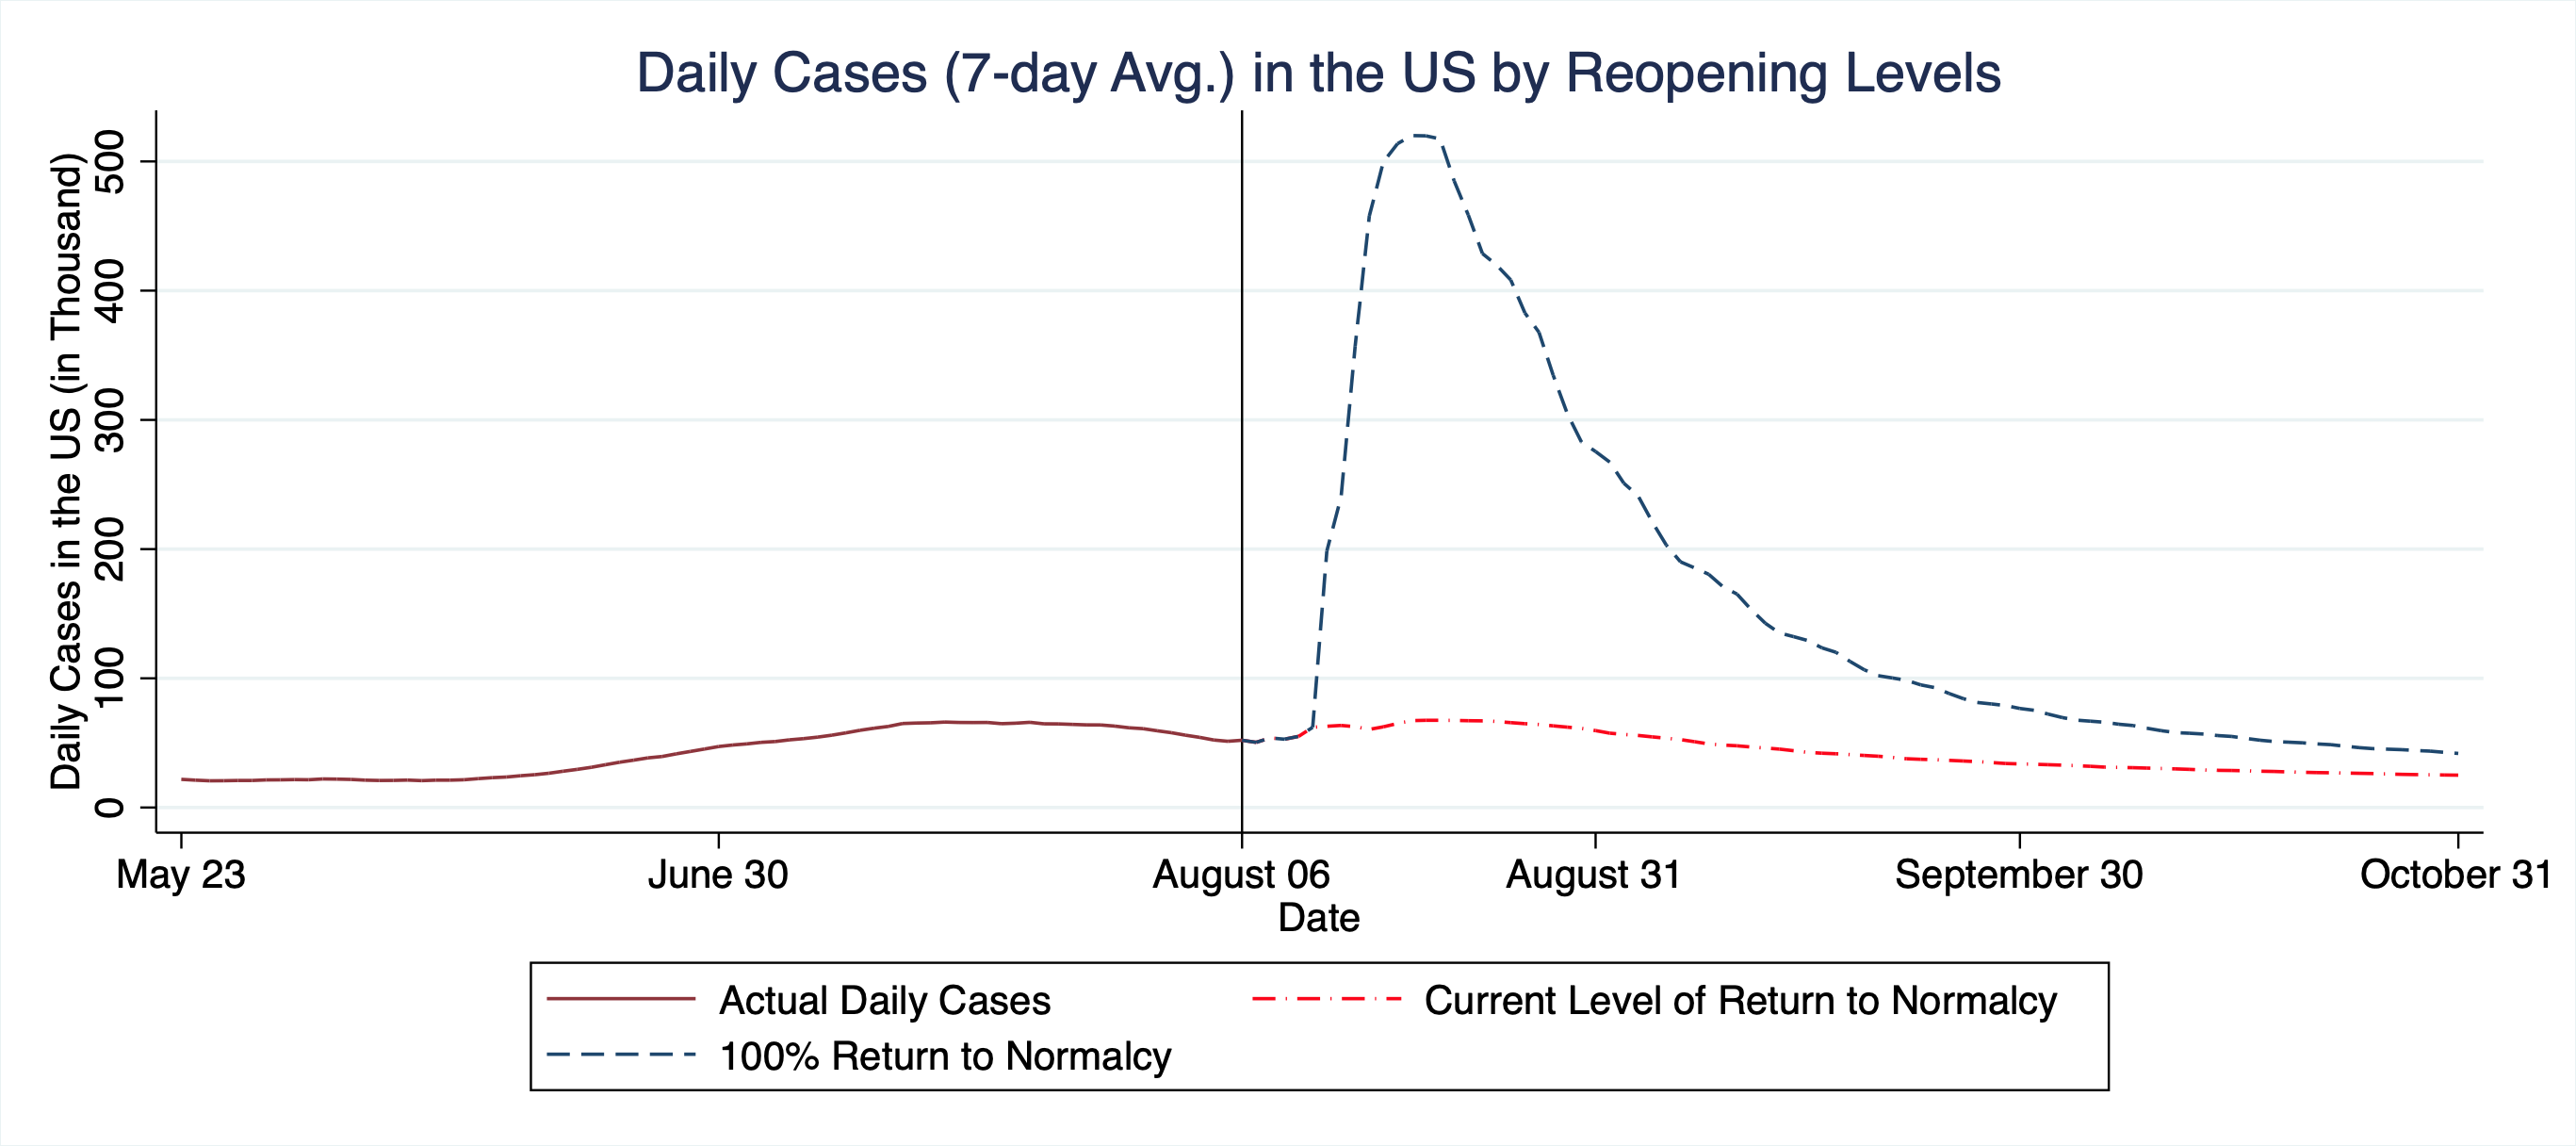 Daily Cases (7-day Avg.) in the US by Reopening Levels
Daily Cases in the US (in Thousand)
500
400
300
200
100
0
May 23
June 30
August 06
August 31
September 30
October 31
Date
Actual Daily Cases
Current Level of Return to Normalcy
100% Return to Normalcy